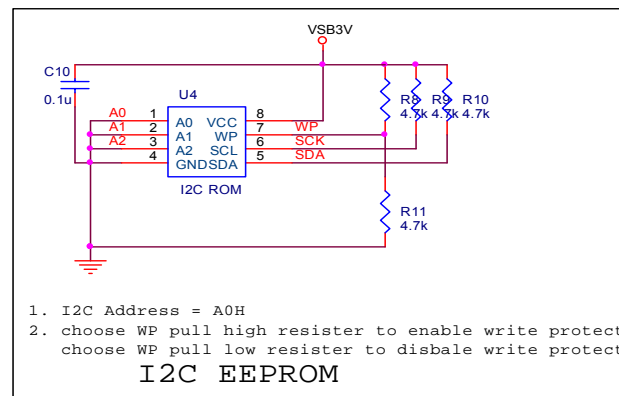 VSB3V
C10
0.1u
U4
A0 1 A0 VCC 8
A1 2 A1 WP 7 WP
A2 3 A2 SCL 6 SCK
4 GND SDA 5 SDA
I2C ROM
R8 R9 R10
4.7k 4.7k 4.7k
R11
4.7k
1. I2C Address = A0H
2. choose WP pull high resister to enable write protect
choose WP pull low resister to disbale write protect
I2C EEPROM